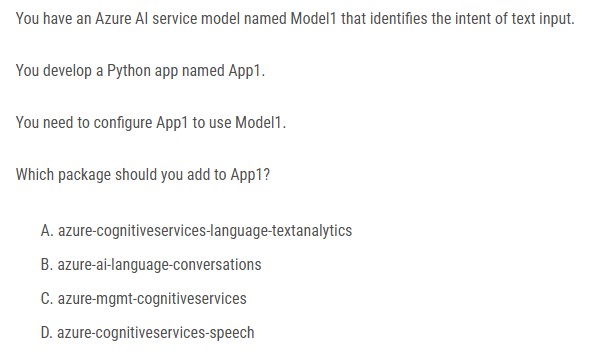 You have an Azure AI service model named Model1 that identifies the intent of text input.
You develop a Python app named App1.
You need to configure App1 to use Model1.
Which package should you add to App1?
A. azure-cognitiveservices-language-textanalytics
B. azure-ai-language-conversations
C. azure-mgmt-cognitiveservices
D. azure-cognitiveservices-speech